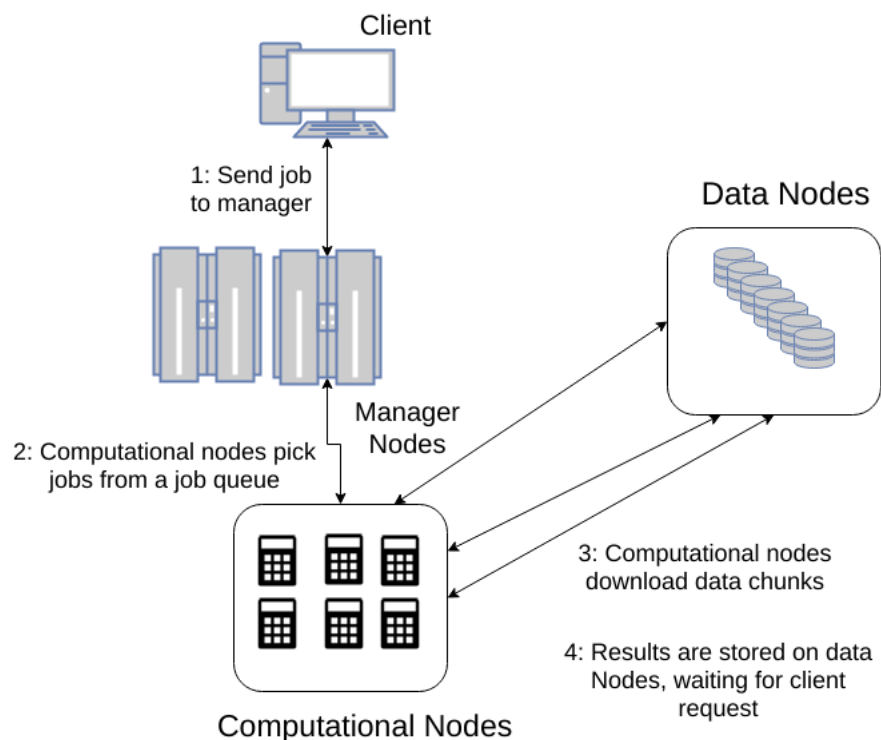 Client
1: Send job
to manager
Data Nodes
Manager
Nodes
2: Computational nodes pick
jobs from a job queue
3: Computational nodes
download data chunks
4: Results are stored on data
Nodes, waiting for client
request
Computational Nodes